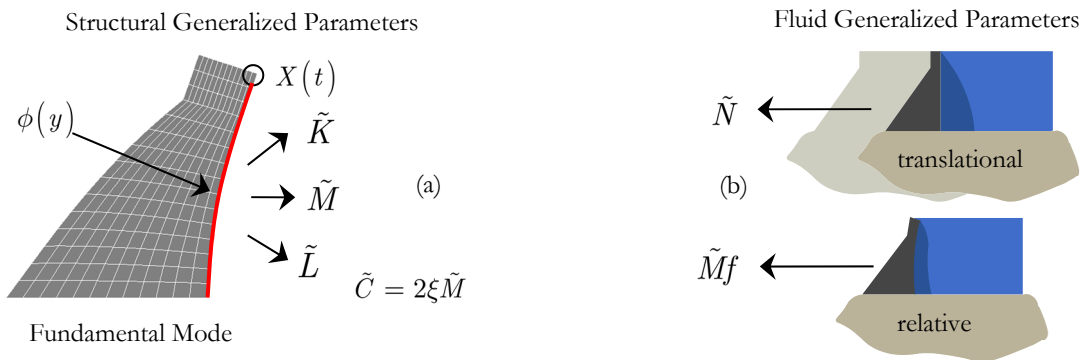 Structural Generalized Parameters
X(t)
ϕ(y)
K̃
M̃
L̃
(a)
C̃ = 2ξM̃
Fundamental Mode
Fluid Generalized Parameters
Ñ
translational
(b)
M̃f
relative